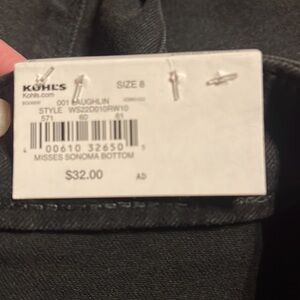 KOHL'S
Kohls.com
SIZE 8
001 LAUGHLIN
STYLE WS22D010RW10
571 60 61
4 00610 32650 5
MISSES SONOMA BOTTOM
$32.00 AD